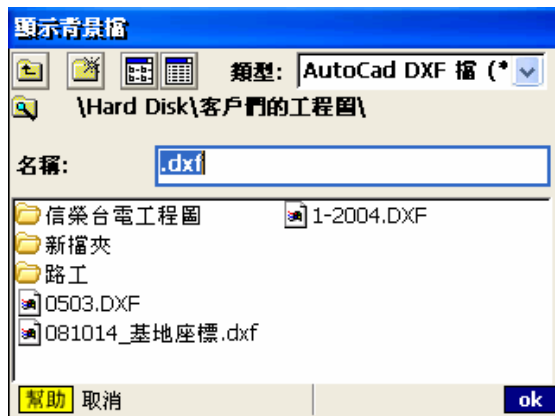 顯示背景檔
類型: AutoCad DXF 檔 (*
\Hard Disk\客戶們的工程圖\
名稱: .dxf
信榮台電工程圖 1-2004.DXF
新檔夾
路工
0503.DXF
081014_基地座標.dxf
幫助 取消 ok